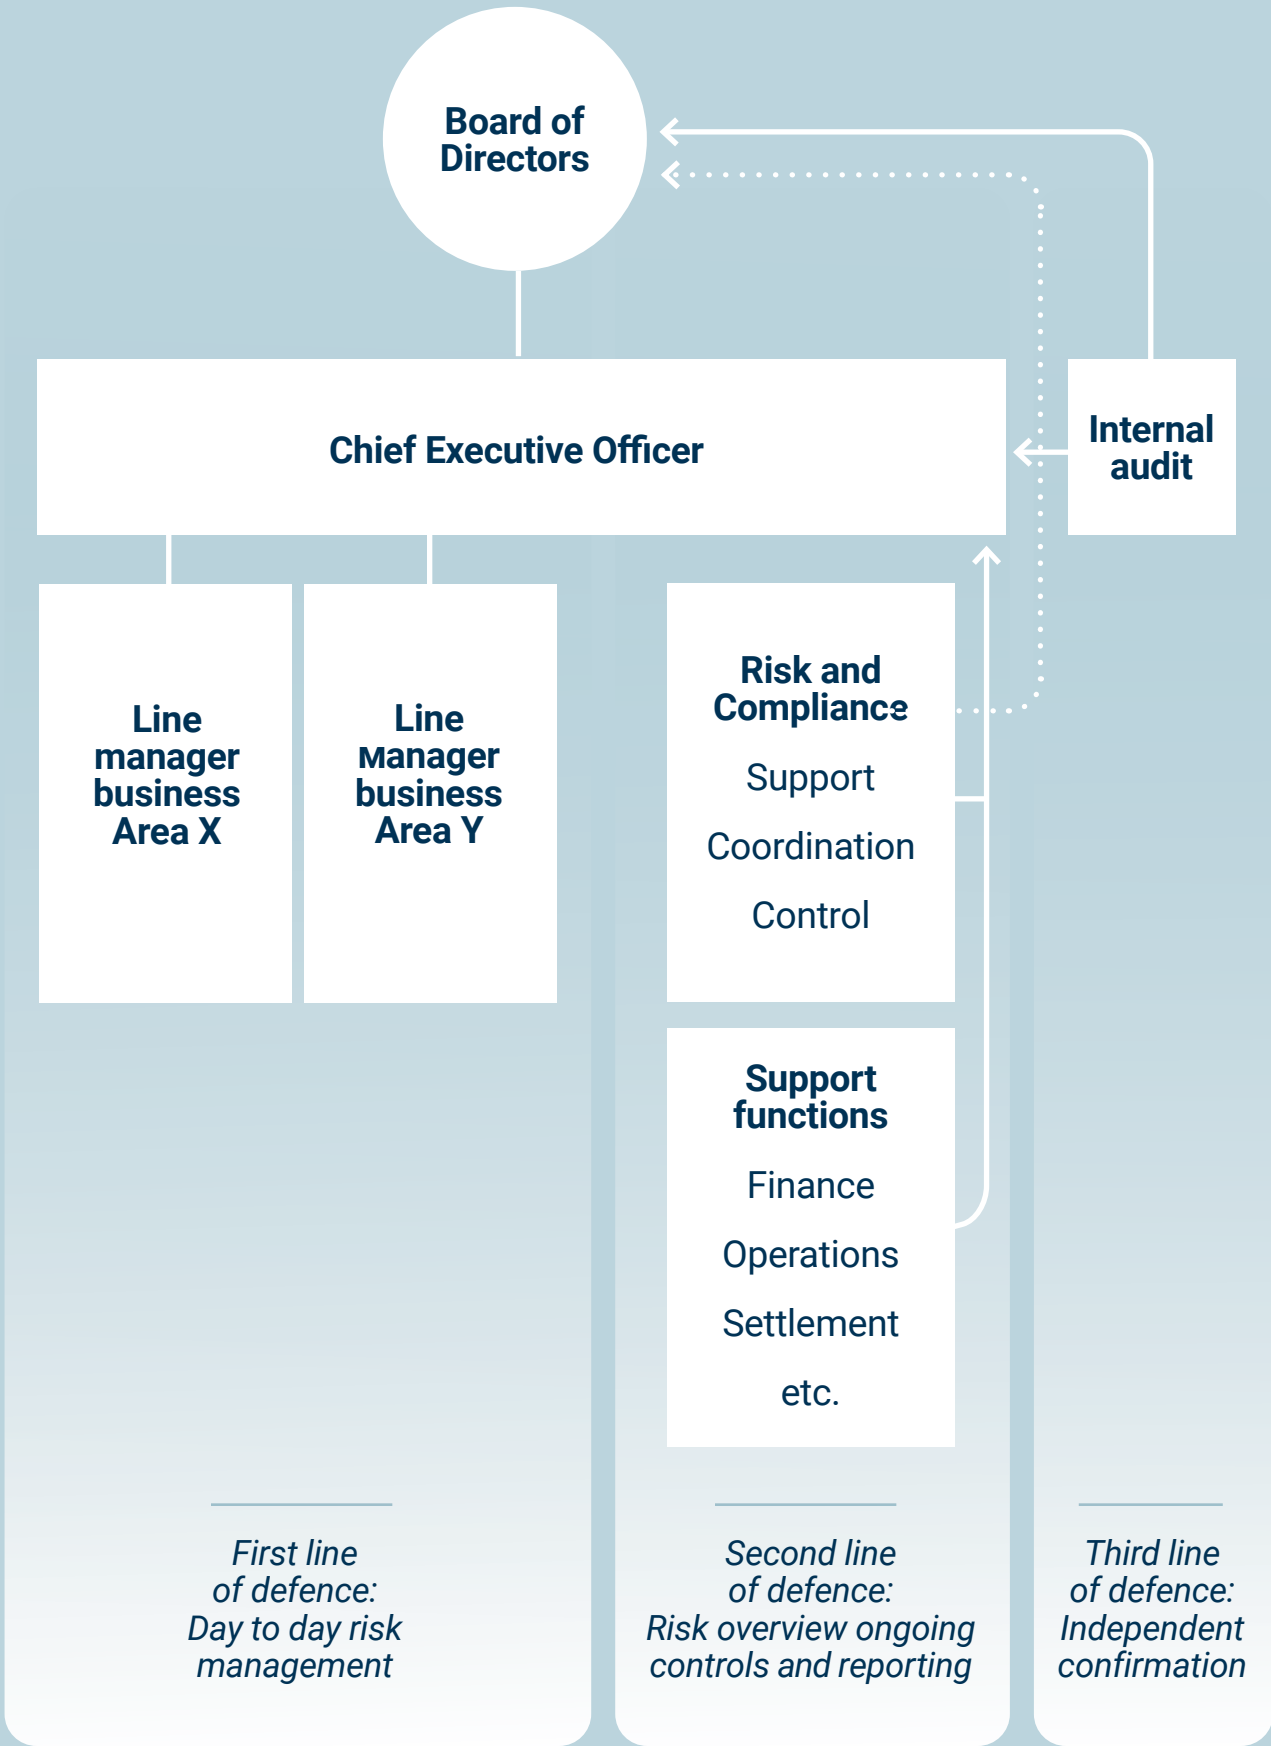 Board of
Directors
Chief Executive Officer
Internal
audit
Line
manager
business
Area X
Line
Manager
business
Area Y
Risk and
Compliance
Support
Coordination
Control
Support
functions
Finance
Operations
Settlement
etc.
First line
of defence:
Day to day risk
management
Second line
of defence:
Risk overview ongoing
controls and reporting
Third line
of defence:
Independent
confirmation